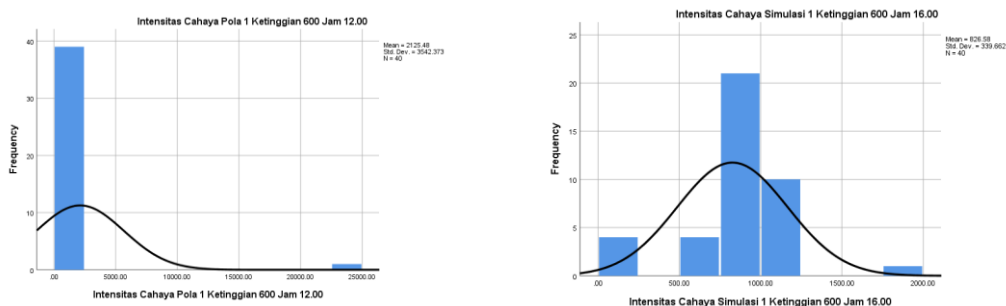 Intensitas Cahaya Pola 1 Ketinggian 600 Jam 12.00
Mean = 2125.48
Std. Dev. = 3542.373
N = 40
Frequency
40
30
20
10
0
.00 5000.00 10000.00 15000.00 20000.00 25000.00
Intensitas Cahaya Pola 1 Ketinggian 600 Jam 12.00
Intensitas Cahaya Simulasi 1 Ketinggian 600 Jam 16.00
Mean = 826.58
Std. Dev. = 339.662
N = 40
Frequency
25
20
15
10
5
0
.00 500.00 1000.00 1500.00 2000.00
Intensitas Cahaya Simulasi 1 Ketinggian 600 Jam 16.00